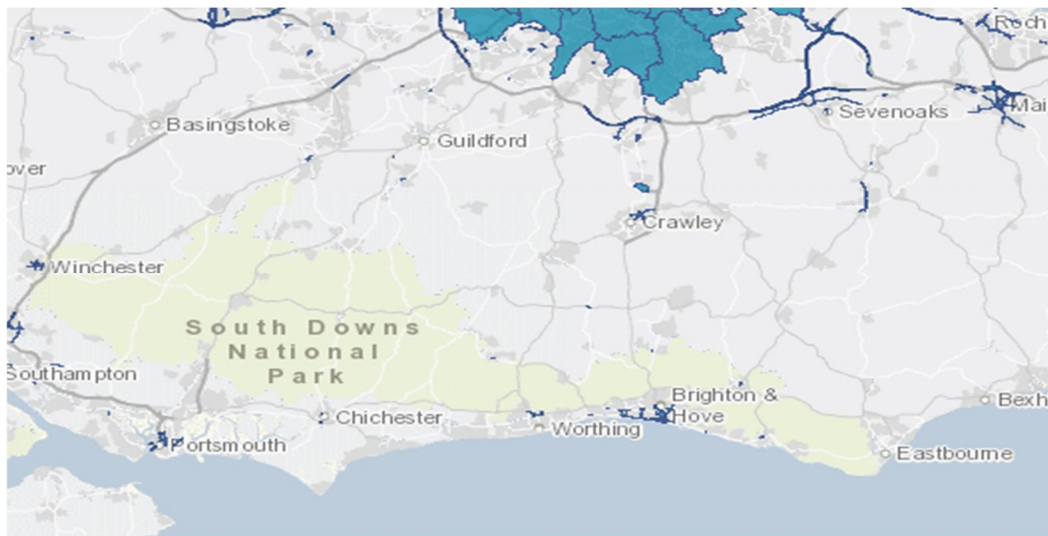 Roch
Basingstoke
Sevenoaks
Mai
Guildford
over
Crawley
Winchester
South Downs
National
Park
Southampton
Brighton &
Hove
Bexh
Chichester
Worthing
Portsmouth
Eastbourne